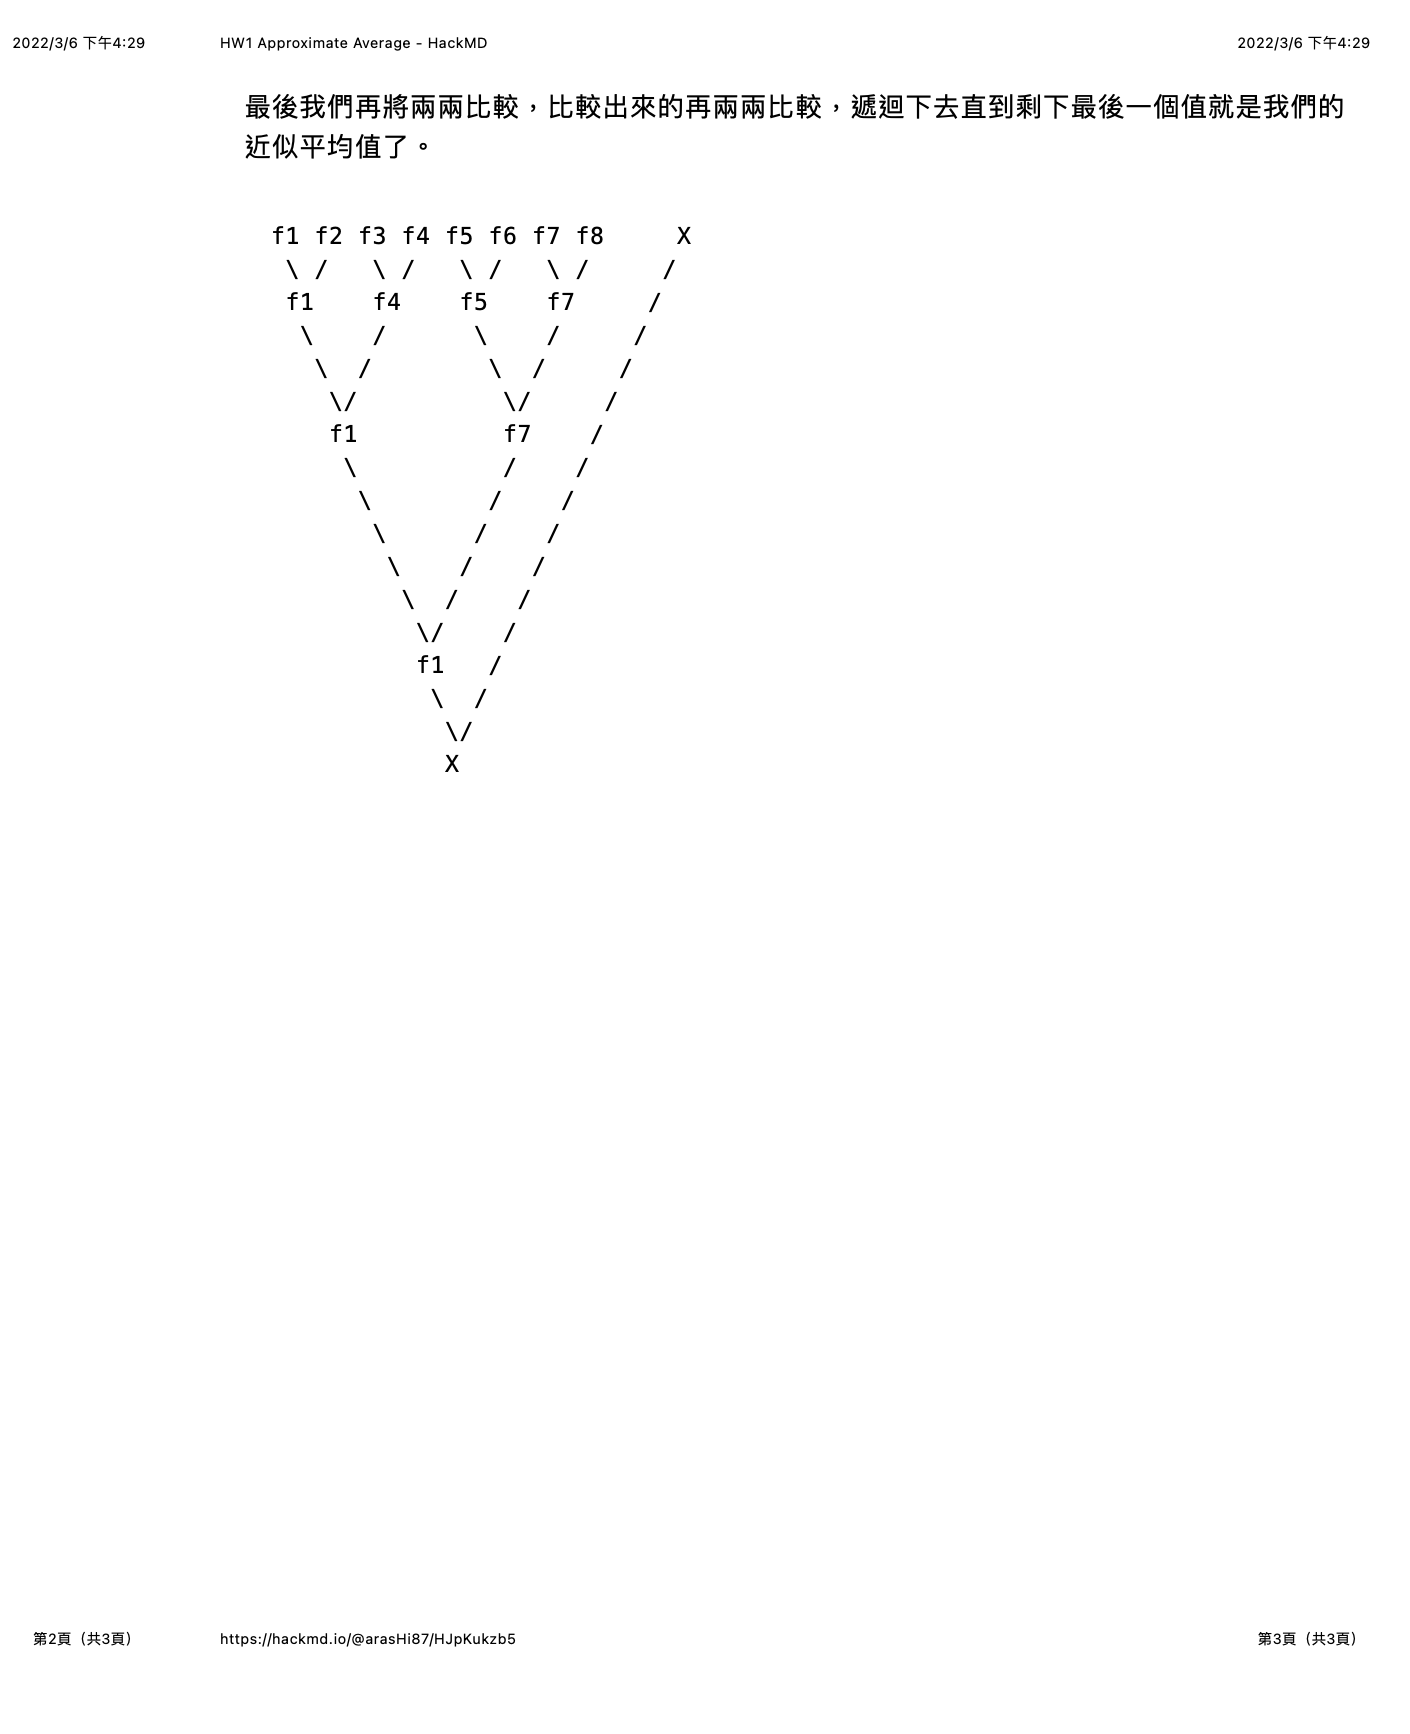 2022/3/6 下午4:29 HW1 Approximate Average - HackMD 2022/3/6 下午4:29
最後我們再將兩兩比較，比較出來的再兩兩比較，遞迴下去直到剩下最後一個值就是我們的
近似平均值了。
f1 f2 f3 f4 f5 f6 f7 f8     X
 \ /   \ /   \ /   \ /     /
 f1    f4    f5    f7     /
  \    /      \    /     /
   \  /        \  /     /
    \/          \/     /
    f1          f7    /
     \          /    /
      \        /    /
       \      /    /
        \    /    /
         \  /    /
          \/    /
          f1   /
           \  /
            \/
            X
第2頁（共3頁） https://hackmd.io/@arasHi87/HJpKukzb5 第3頁（共3頁）